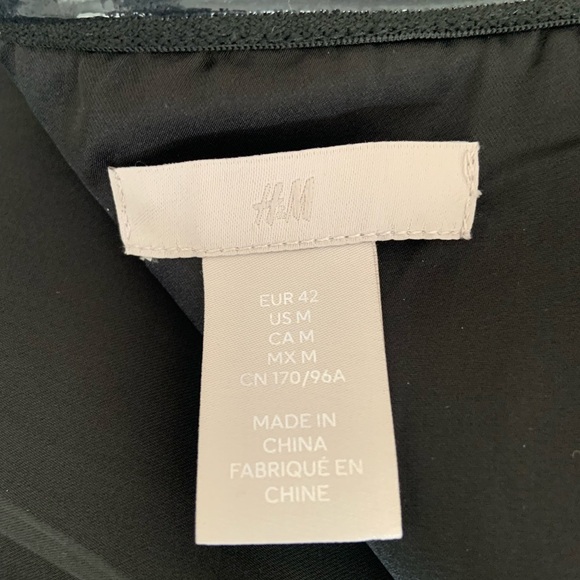 H&M
EUR 42
US M
CA M
MX M
CN 170/96A
MADE IN
CHINA
FABRIQUÉ EN
CHINE